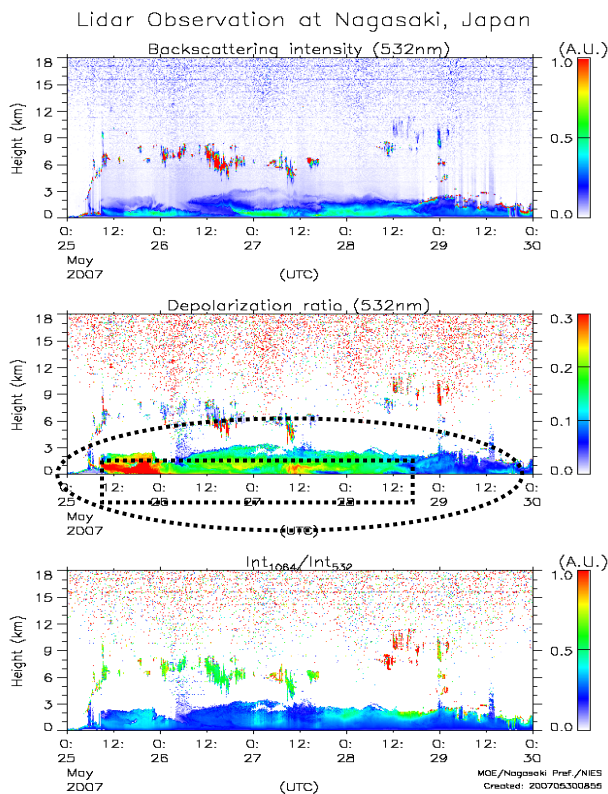 Lidar Observation at Nagasaki, Japan
Backscattering intensity (532nm)
(A.U.)
Height (km)
18
15
12
9
6
3
0
1.0
0.5
0.0
0: 12: 0: 12: 0: 12: 0: 12: 0: 12: 0:
25 26 27 28 29 30
May
2007
(UTC)
Depolarization ratio (532nm)
Height (km)
18
15
12
9
6
3
0
0.3
0.2
0.1
0.0
0: 12: 0: 12: 0: 12: 0: 12: 0: 12: 0:
25 26 27 28 29 30
May
2007
(UTC)
Int1064/Int532
(A.U.)
Height (km)
18
15
12
9
6
3
0
1.0
0.5
0.0
0: 12: 0: 12: 0: 12: 0: 12: 0: 12: 0:
25 26 27 28 29 30
May
2007
(UTC)
MOE/Nagasaki Pref./NIES
Created: 200705300855